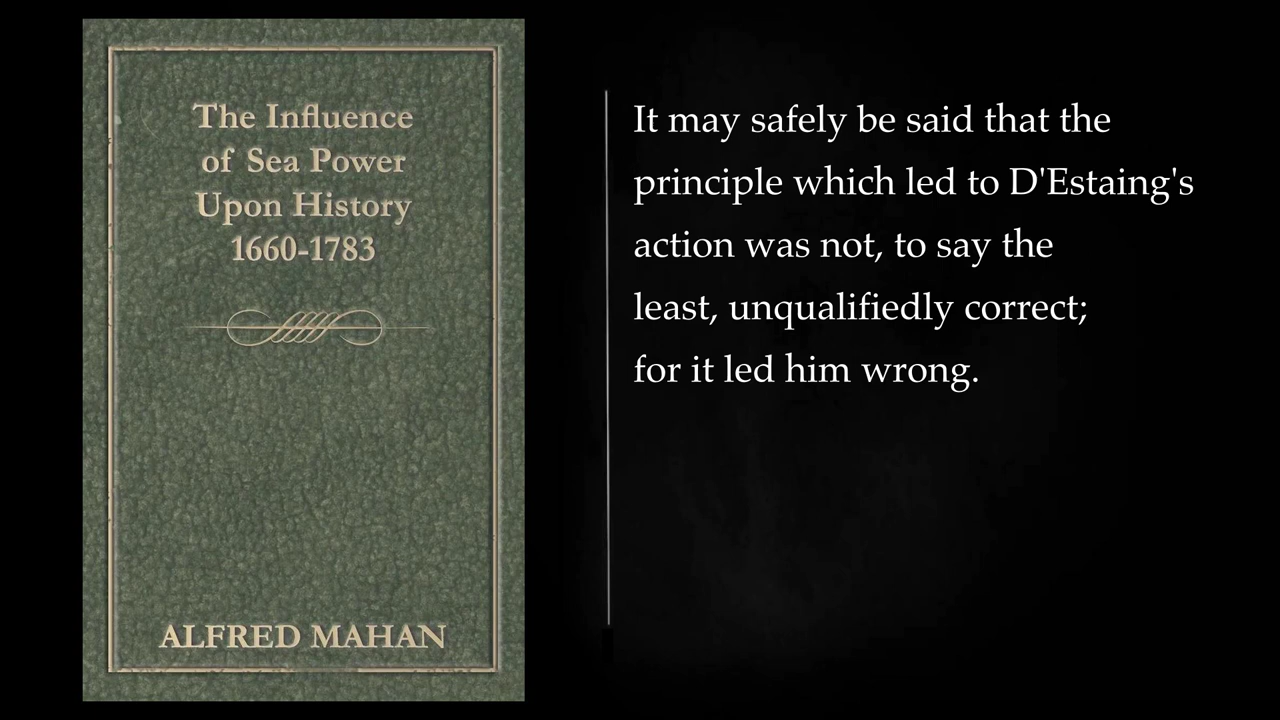 The Influence
of Sea Power
Upon History
1660-1783
ALFRED MAHAN
It may safely be said that the
principle which led to D'Estaing's
action was not, to say the
least, unqualifiedly correct;
for it led him wrong.